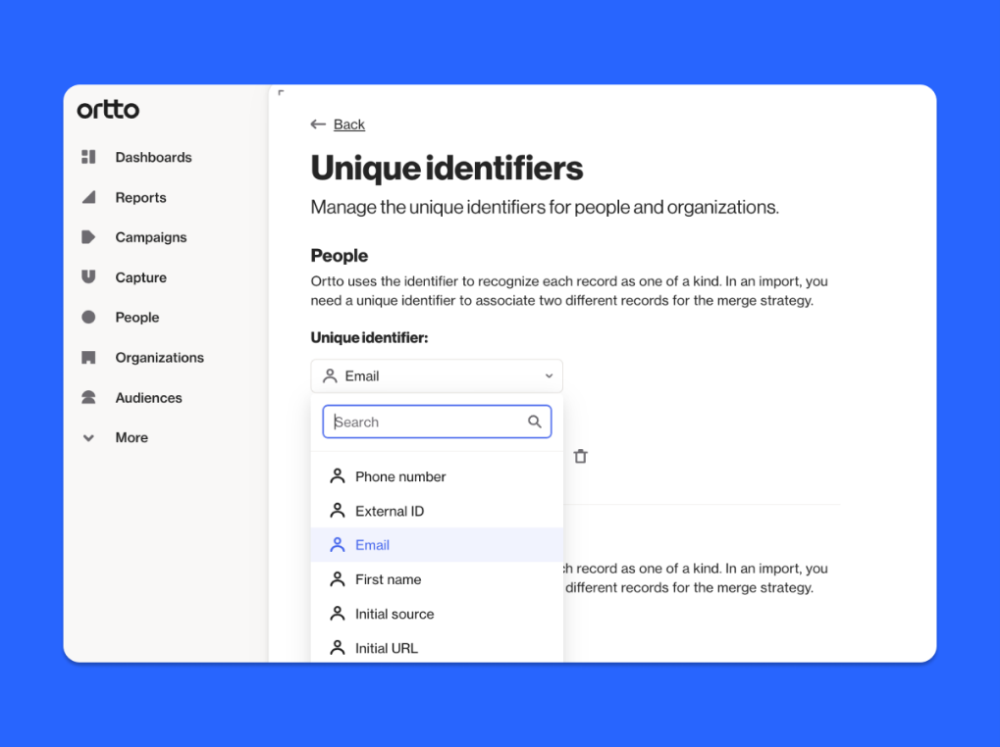 ortto
Dashboards
Reports
Campaigns
Capture
People
Organizations
Audiences
More
Back
Unique identifiers
Manage the unique identifiers for people and organizations.
People
Ortto uses the identifier to recognize each record as one of a kind. In an import, you
need a unique identifier to associate two different records for the merge strategy.
Unique identifier:
Email
Search
Phone number
External ID
Email
First name
Initial source
Initial URL
record as one of a kind. In an import, you
different records for the merge strategy.